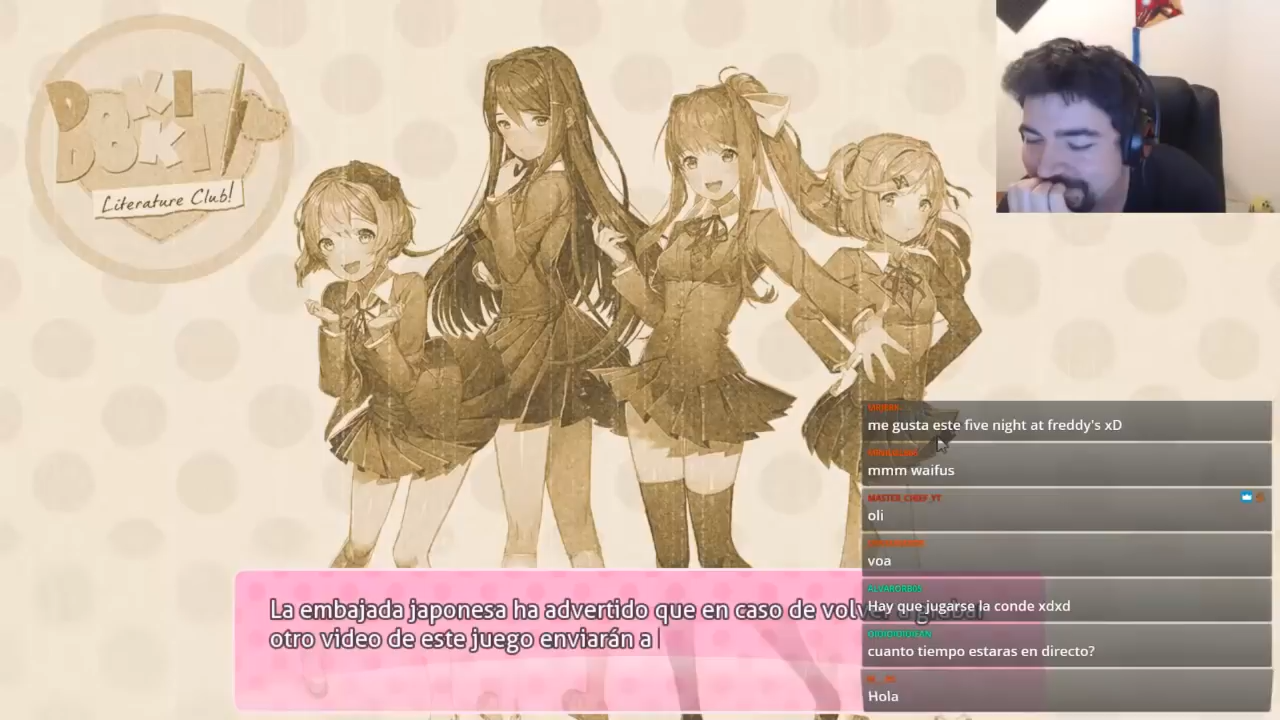 DOKI
DOKI
Literature Club!
me gusta este five night at freddy's xD
mmm waifus
MASTER_CHIEF_YT
oli
voa
ALVARORB05
Hay que jugarse la conde xdxd
cuanto tiempo estaras en directo?
Hola
La embajada japonesa ha advertido que en caso de volver a grabar
otro video de este juego enviarán a